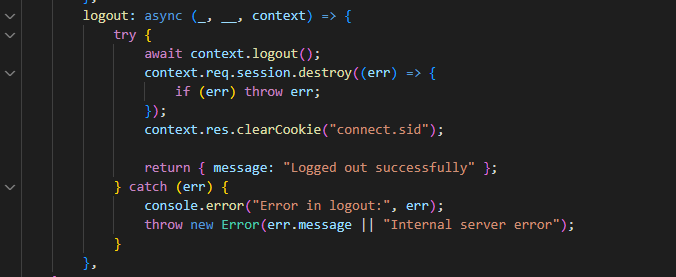 logout: async (_, __, context) => {
try {
await context.logout();
context.req.session.destroy((err) => {
if (err) throw err;
});
context.res.clearCookie("connect.sid");
return { message: "Logged out successfully" };
} catch (err) {
console.error("Error in logout:", err);
throw new Error(err.message || "Internal server error");
}
},